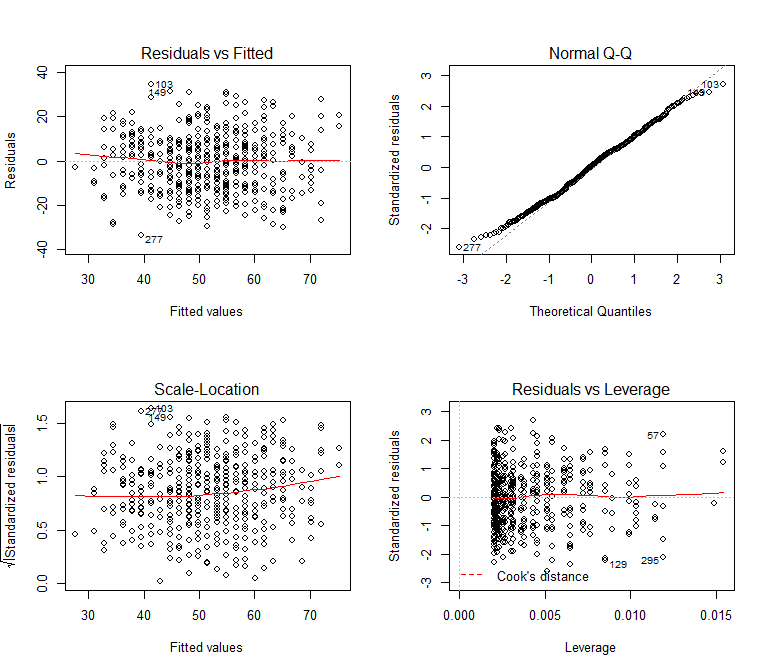 Residuals vs Fitted
Residuals
40
20
0
-20
-40
103
149
277
30 40 50 60 70
Fitted values
Normal Q-Q
Standardized residuals
3
2
1
0
-1
-2
103
277
-3 -2 -1 0 1 2 3
Theoretical Quantiles
Scale-Location
√|Standardized residuals|
1.5
1.0
0.5
0.0
277 103
149
30 40 50 60 70
Fitted values
Residuals vs Leverage
Standardized residuals
3
2
1
0
-1
-2
-3
57
129
295
Cook's distance
0.000 0.005 0.010 0.015
Leverage